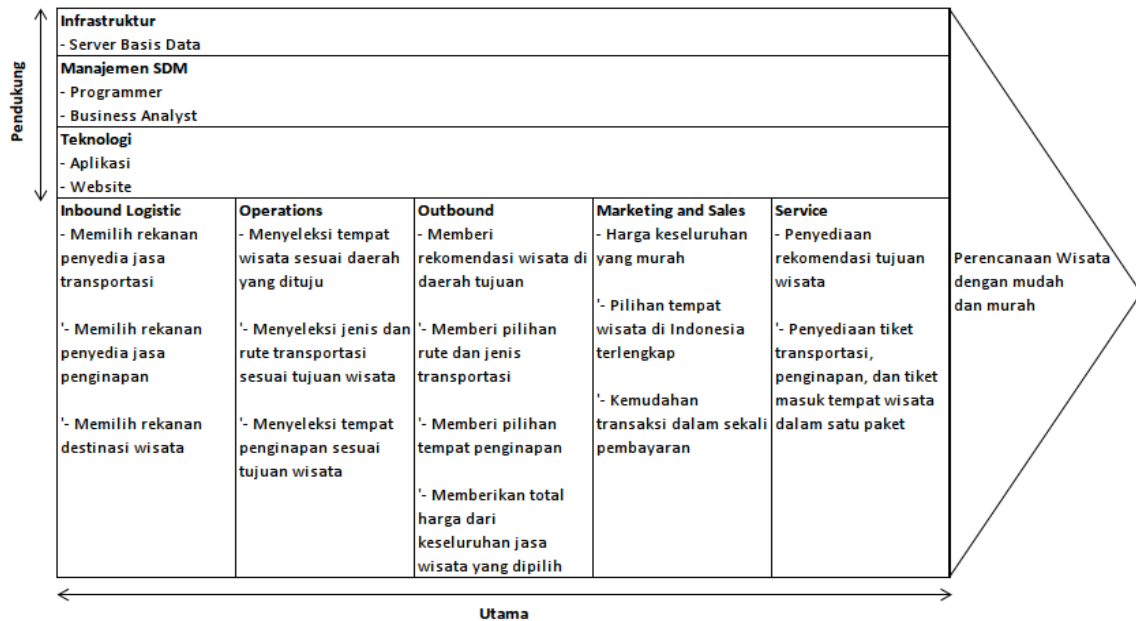 Pendukung
Infrastruktur
- Server Basis Data
Manajemen SDM
- Programmer
- Business Analyst
Teknologi
- Aplikasi
- Website
Inbound Logistic
- Memilih rekanan
penyedia jasa
transportasi
'- Memilih rekanan
penyedia jasa
penginapan
'- Memilih rekanan
destinasi wisata
Operations
- Menyeleksi tempat
wisata sesuai daerah
yang dituju
'- Menyeleksi jenis dan
rute transportasi
sesuai tujuan wisata
'- Menyeleksi tempat
penginapan sesuai
tujuan wisata
Outbound
- Memberi
rekomendasi wisata di
daerah tujuan
'- Memberi pilihan
rute dan jenis
transportasi
'- Memberi pilihan
tempat penginapan
'- Memberikan total
harga dari
keseluruhan jasa
wisata yang dipilih
Marketing and Sales
- Harga keseluruhan
yang murah
'- Pilihan tempat
wisata di Indonesia
terlengkap
'- Kemudahan
transaksi dalam sekali
pembayaran
Service
- Penyediaan
rekomendasi tujuan
wisata
'- Penyediaan tiket
transportasi,
penginapan, dan tiket
masuk tempat wisata
dalam satu paket
Perencanaan Wisata
dengan mudah
dan murah
Utama